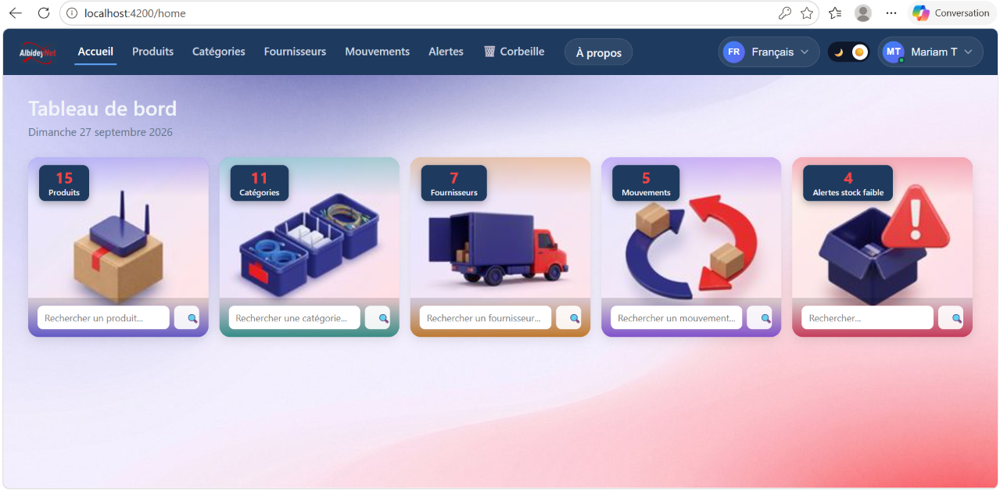 localhost:4200/home
Conversation
AlbideyNet
Accueil Produits Catégories Fournisseurs Mouvements Alertes Corbeille À propos FR Français MT Mariam T
Tableau de bord
Dimanche 27 septembre 2026
15 11 7 5 4
Produits Catégories Fournisseurs Mouvements Alertes stock faible
Rechercher un produit... Rechercher une catégorie... Rechercher un fournisseur... Rechercher un mouvement... Rechercher...